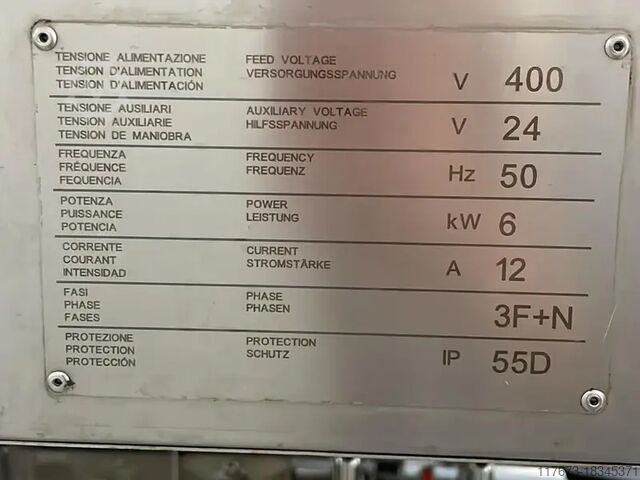 TENSIONE ALIMENTAZIONE FEED VOLTAGE
TENSION D'ALIMENTATION VERSORGUNGSSPANNUNG V 400
TENSION D'ALIMENTACIÓN
TENSIONE AUSILIARI AUXILIARY VOLTAGE
TENSION AUXILIARIE HILFSSPANNUNG V 24
TENSION DE MANIOBRA
FREQUENZA FREQUENCY
FRÉQUENCE FREQUENZ Hz 50
FEQUENCIA
POTENZA POWER
PUISSANCE LEISTUNG kW 6
POTENCIA
CORRENTE CURRENT
COURANT STROMSTÄRKE A 12
INTENSIDAD
FASI PHASE
PHASE PHASEN 3F+N
FASES
PROTEZIONE PROTECTION
PROTECTION SCHUTZ IP 55D
PROTECCIÓN
117673-18345371